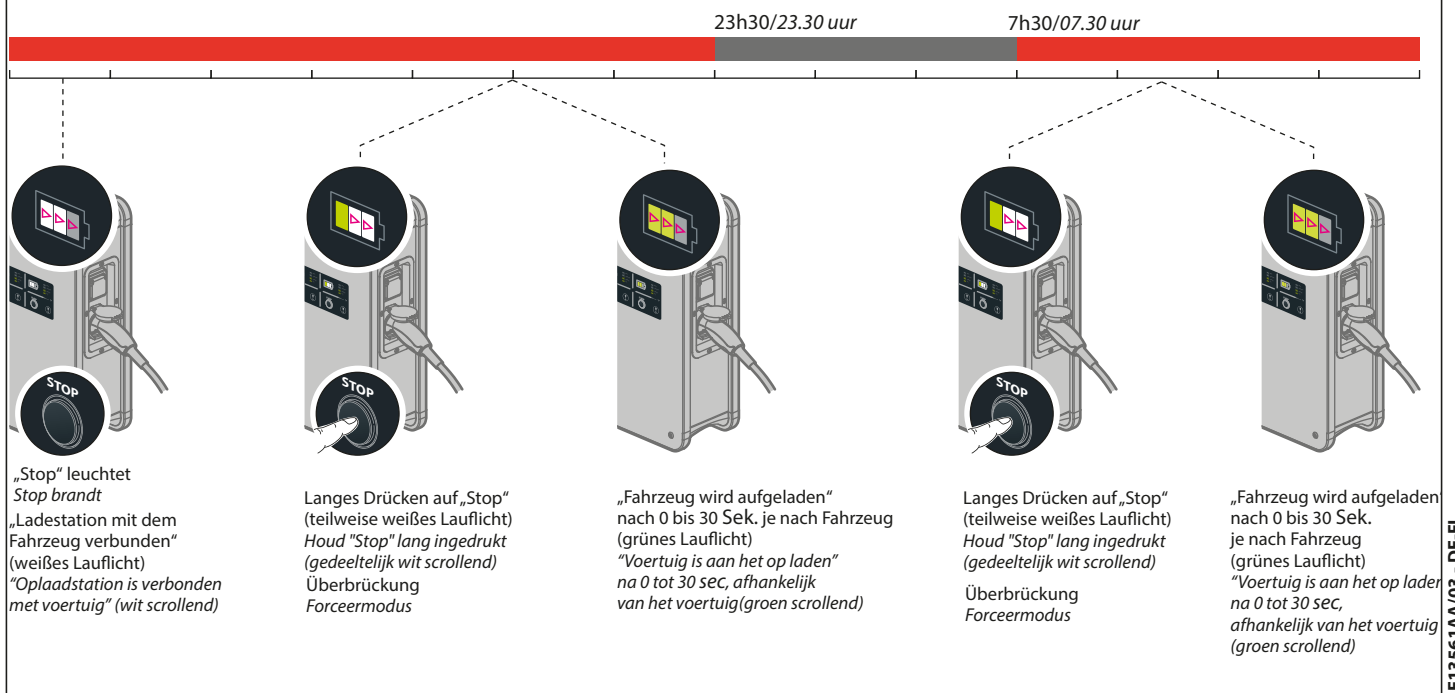 23h30/23.30 uur
7h30/07.30 uur
STOP
STOP
STOP
„Stop“ leuchtet
Stop brandt
„Ladestation mit dem
Fahrzeug verbunden“
(weißes Lauflicht)
“Oplaadstation is verbonden
met voertuig” (wit scrollend)
Langes Drücken auf „Stop“
(teilweise weißes Lauflicht)
Houd "Stop" lang ingedrukt
(gedeeltelijk wit scrollend)
Überbrückung
Forceermodus
„Fahrzeug wird aufgeladen“
nach 0 bis 30 Sek. je nach Fahrzeug
(grünes Lauflicht)
“Voertuig is aan het op laden”
na 0 tot 30 sec, afhankelijk
van het voertuig(groen scrollend)
Langes Drücken auf „Stop“
(teilweise weißes Lauflicht)
Houd "Stop" lang ingedrukt
(gedeeltelijk wit scrollend)
Überbrückung
Forceermodus
„Fahrzeug wird aufgeladen“
nach 0 bis 30 Sek.
je nach Fahrzeug
(grünes Lauflicht)
“Voertuig is aan het op laden
na 0 tot 30 sec,
afhankelijk van het voertuig
(groen scrollend)